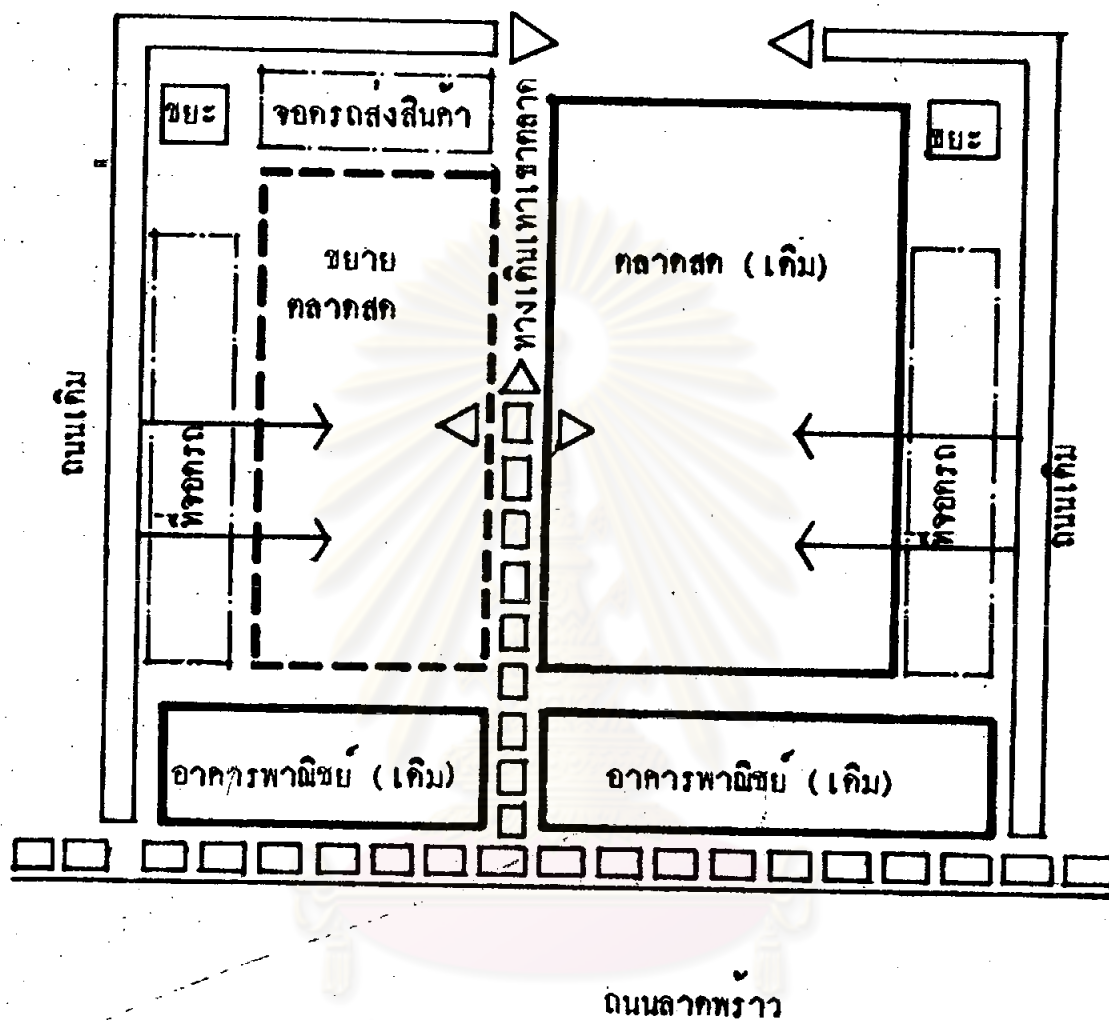 ขยะ
จอดรถส่งสินค้า
ทางเดินเท้าเข้าตลาด
ขยะ
ขยาย
ตลาดสด
ตลาดสด (เดิม)
ถนนเดิม
ที่จอดรถ
ที่จอดรถ
ถนนเดิม
อาคารพาณิชย์ (เดิม)
อาคารพาณิชย์ (เดิม)
ถนนลาดพร้าว